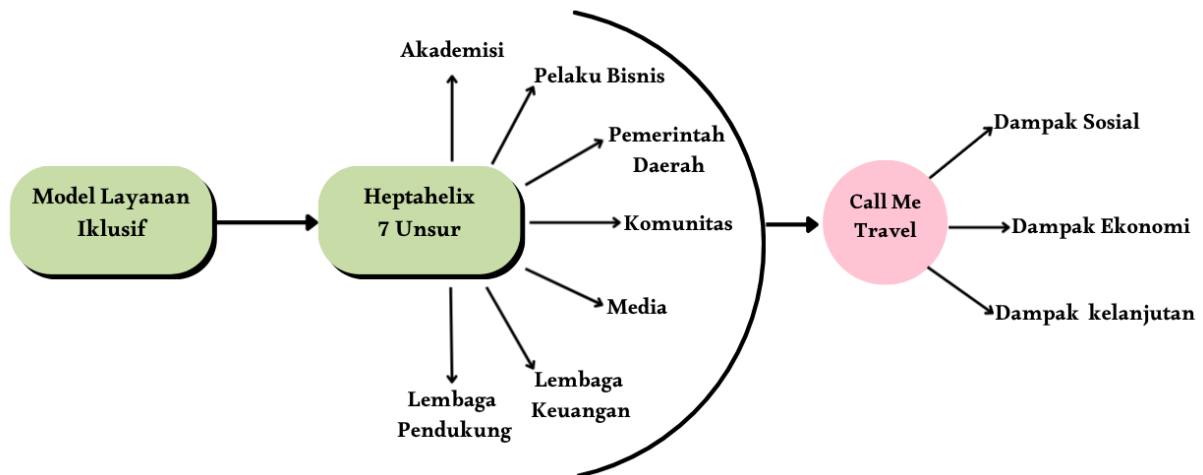 Model Layanan
Iklusif
Heptahelix
7 Unsur
Akademisi
Pelaku Bisnis
Pemerintah
Daerah
Komunitas
Media
Lembaga
Keuangan
Lembaga
Pendukung
Call Me
Travel
Dampak Sosial
Dampak Ekonomi
Dampak kelanjutan